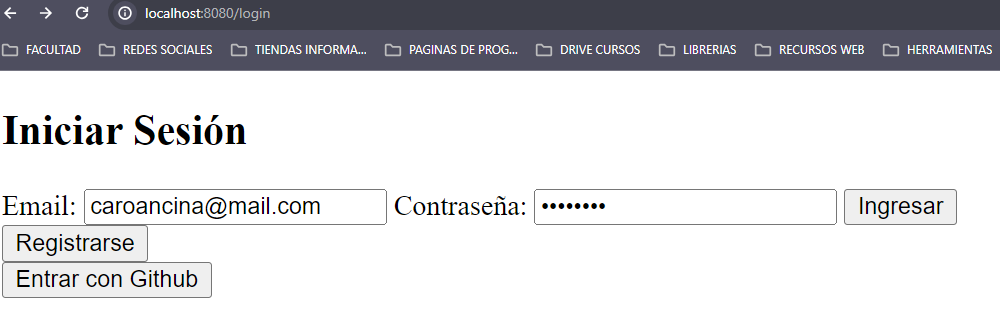 localhost:8080/login
FACULTAD REDES SOCIALES TIENDAS INFORMA... PAGINAS DE PROG... DRIVE CURSOS LIBRERIAS RECURSOS WEB HERRAMIENTAS
Iniciar Sesión
Email: caroancina@mail.com Contraseña: •••••••• Ingresar
Registrarse
Entrar con Github